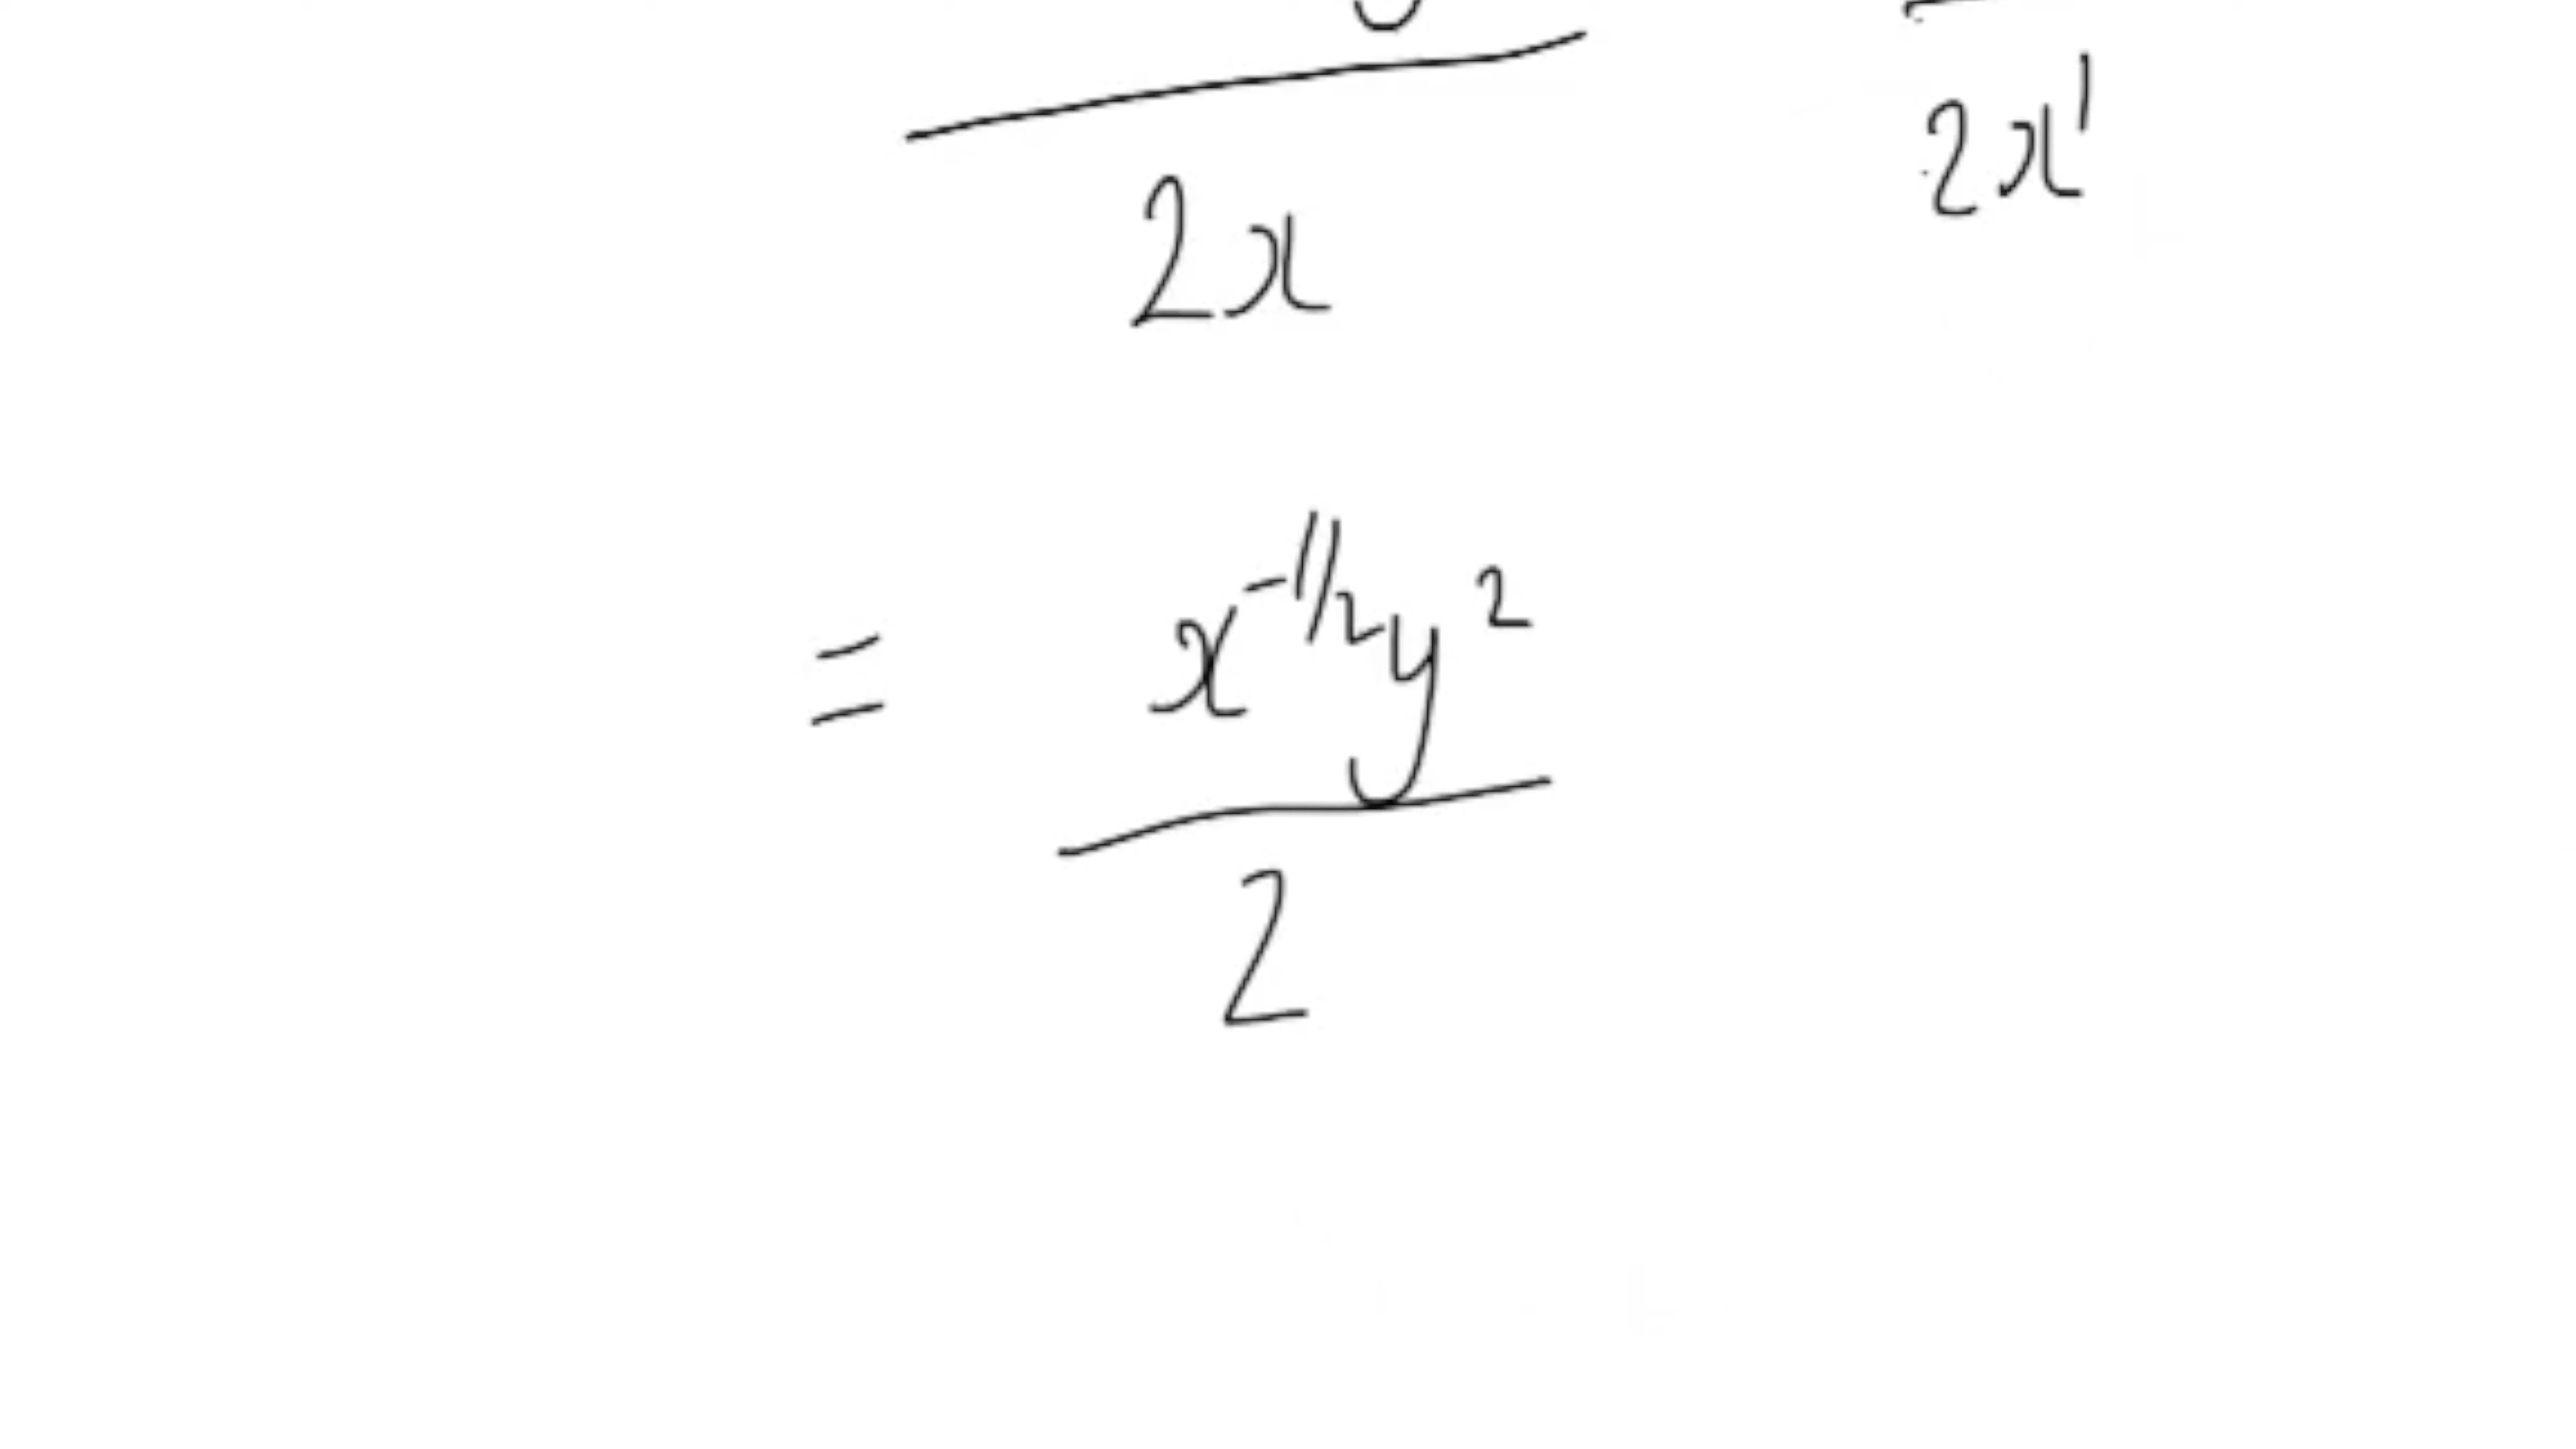 2x 2x¹
= x^{-1/2}y²
2